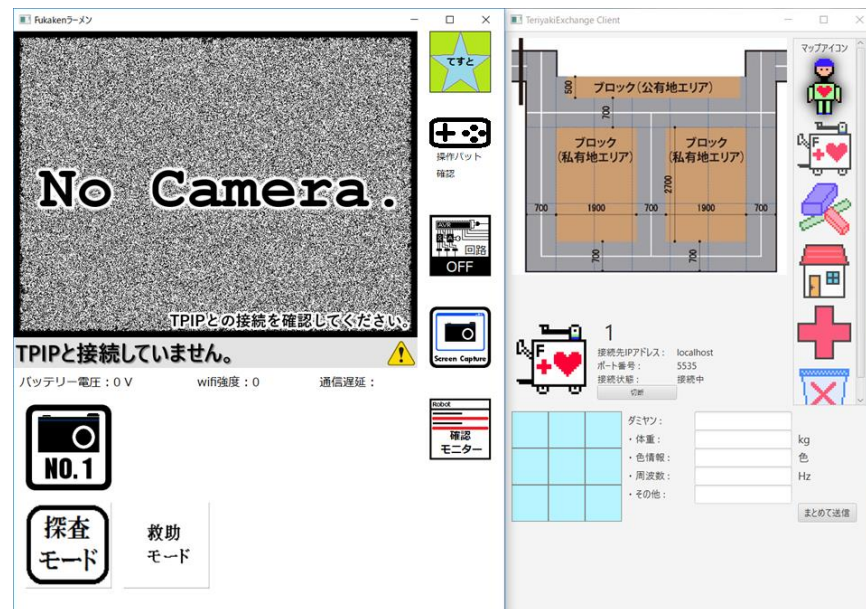 Fukakenラーメン
No Camera.
TPIPとの接続を確認してください。
TPIPと接続していません。
バッテリー電圧：0 V
wifi強度：0
通信遅延：
NO.1
探査
モード
救助
モード
てすと
操作パット
確認
AVR
回路
OFF
Screen Capture
Robot
確認
モニター
TeriyakiExchange Client
ブロック(公有地エリア)
500
700
ブロック
(私有地エリア)
ブロック
(私有地エリア)
2700
700
1900
700
1900
700
700
700
マップアイコン
F
F
1
接続先IPアドレス：
localhost
ポート番号：
5535
接続状態：
接続中
切断
ダミヤン：
・体重：
kg
・色情報：
色
・周波数：
Hz
・その他：
まとめて送信